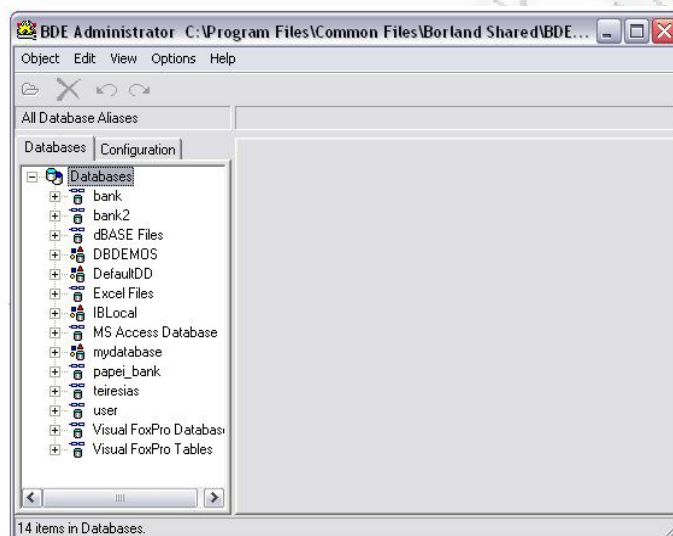 BDE Administrator C:\Program Files\Common Files\Borland Shared\BDE...
Object Edit View Options Help
All Database Aliases
Databases Configuration
Databases
bank
bank2
dBASE Files
DBDEMOS
DefaultDD
Excel Files
IBLocal
MS Access Database
mydatabase
papei_bank
teiresias
user
Visual FoxPro Databas
Visual FoxPro Tables
14 items in Databases.